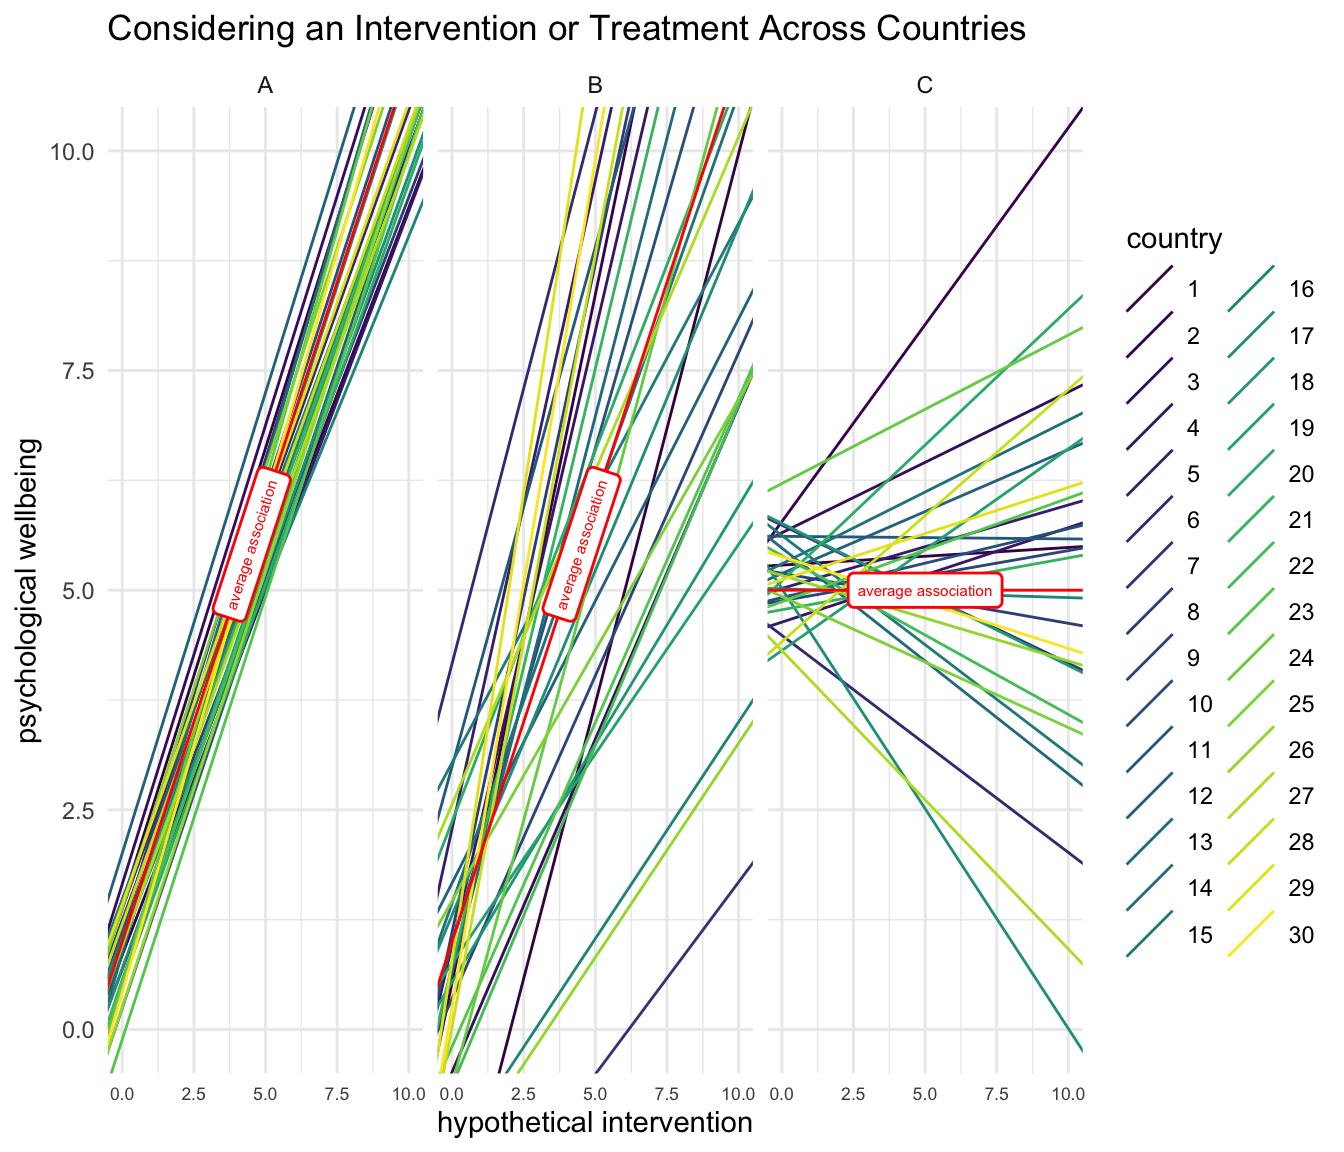 Considering an Intervention or Treatment Across Countries
A
B
C
psychological wellbeing
10.0
7.5
5.0
2.5
0.0
average association
average association
average association
0.0 2.5 5.0 7.5 10.0
0.0 2.5 5.0 7.5 10.0
0.0 2.5 5.0 7.5 10.0
hypothetical intervention
country
1
2
3
4
5
6
7
8
9
10
11
12
13
14
15
16
17
18
19
20
21
22
23
24
25
26
27
28
29
30